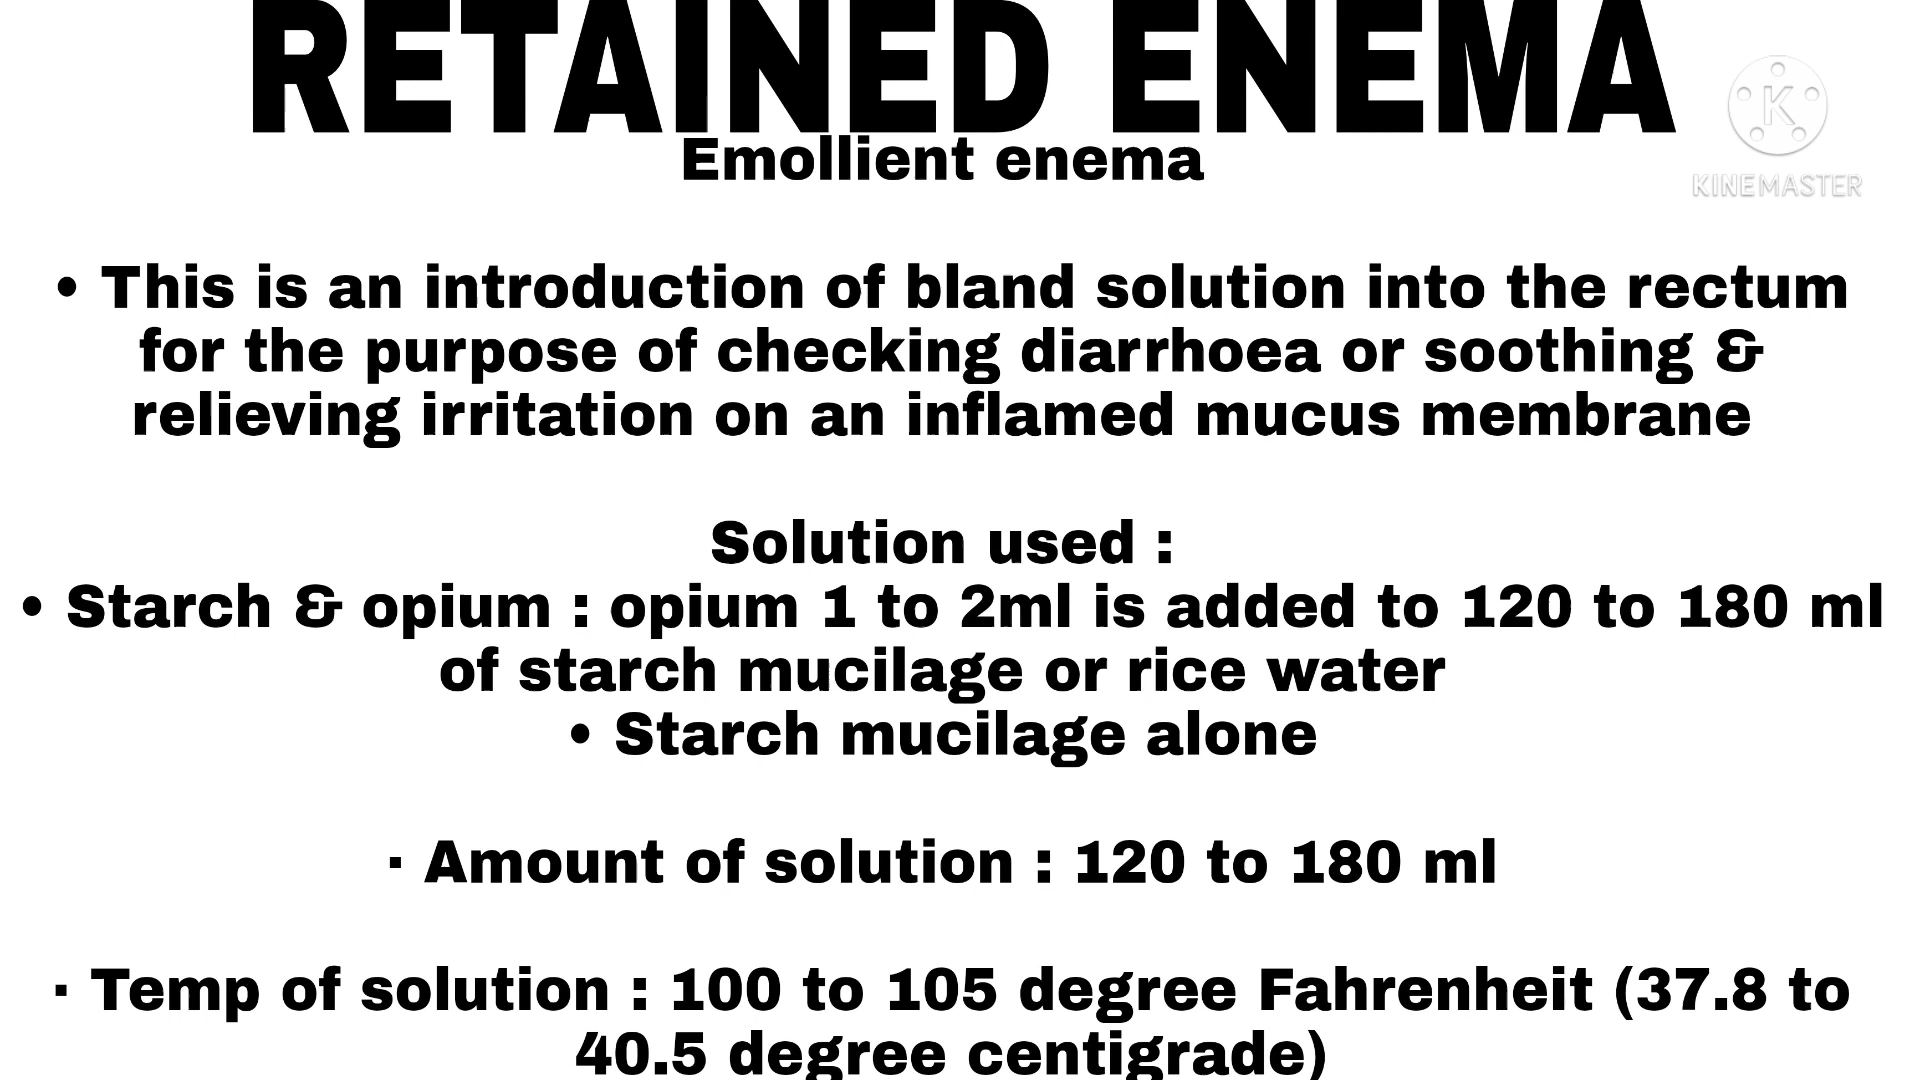 RETAINED ENEMA
Emollient enema
• This is an introduction of bland solution into the rectum
for the purpose of checking diarrhoea or soothing &
relieving irritation on an inflamed mucus membrane
Solution used :
• Starch & opium : opium 1 to 2ml is added to 120 to 180 ml
of starch mucilage or rice water
• Starch mucilage alone
· Amount of solution : 120 to 180 ml
· Temp of solution : 100 to 105 degree Fahrenheit (37.8 to
40.5 degree centigrade)
K
KINEMASTER